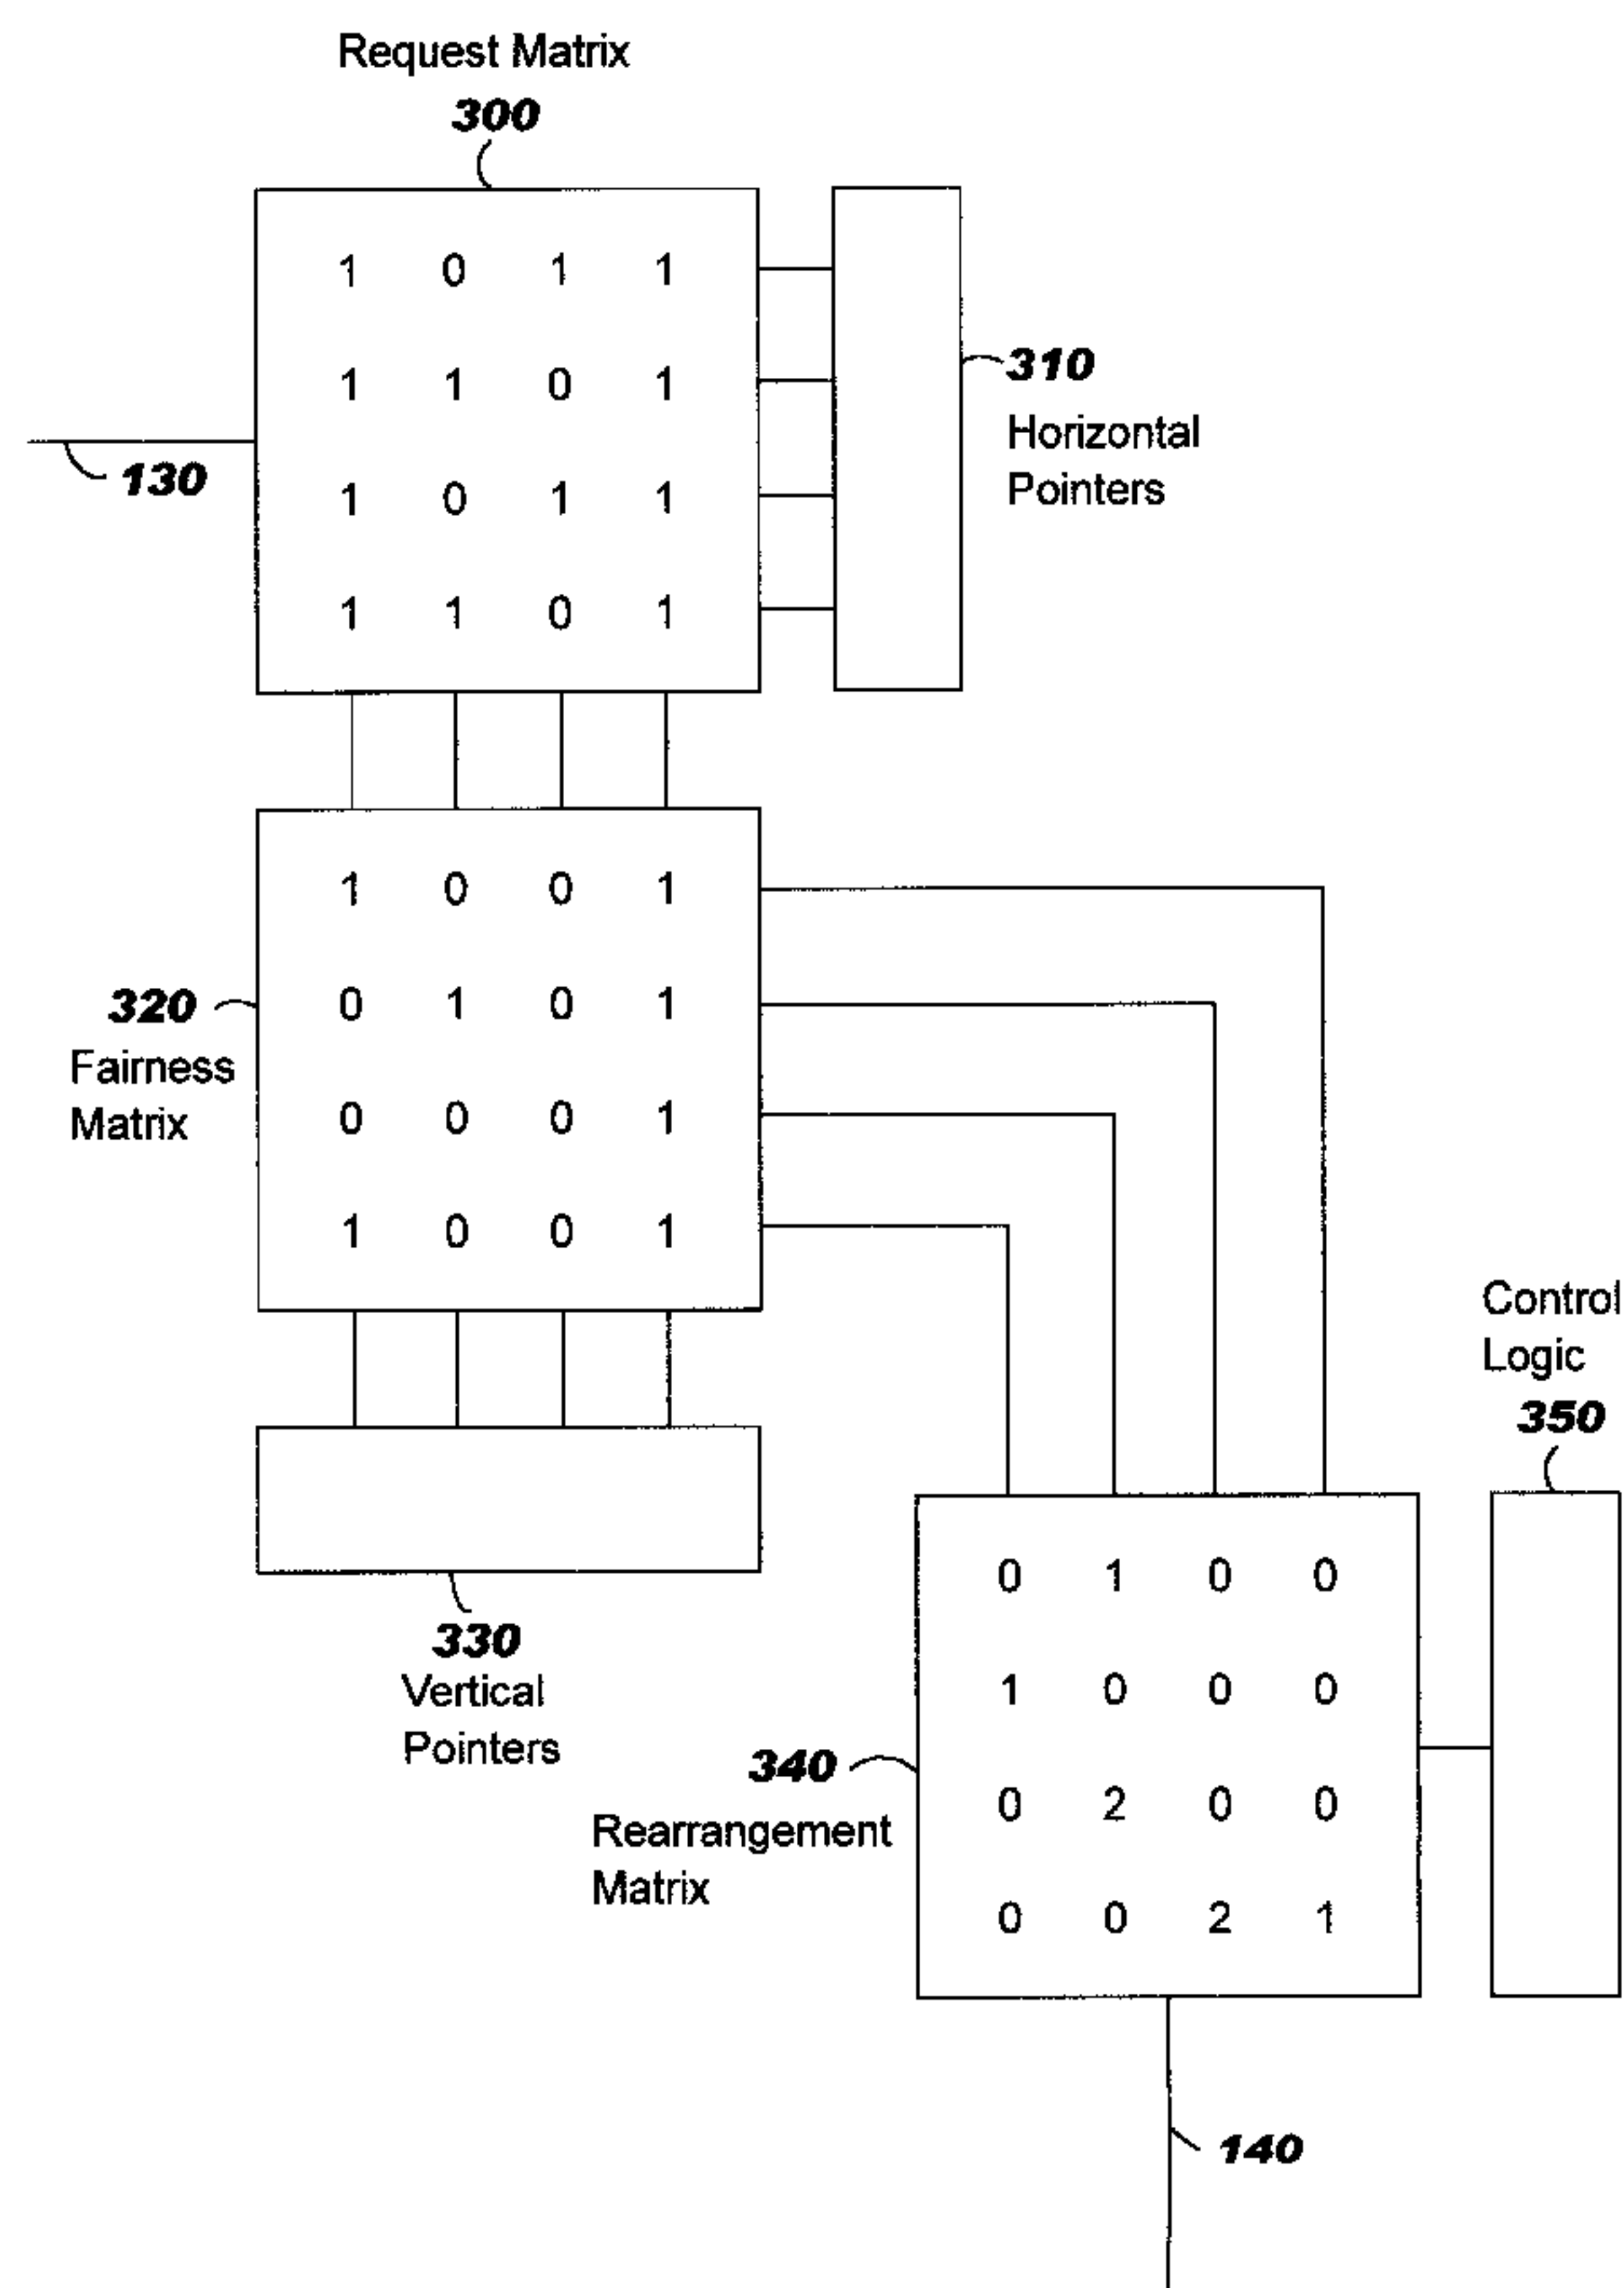 Request Matrix
300
1 0 1 1
1 1 0 1
1 0 1 1
1 1 0 1
310
Horizontal
Pointers
130
1 0 0 1
0 1 0 1
0 0 0 1
1 0 0 1
320
Fairness
Matrix
330
Vertical
Pointers
Control
Logic
350
0 1 0 0
1 0 0 0
0 2 0 0
0 0 2 1
340
Rearrangement
Matrix
140